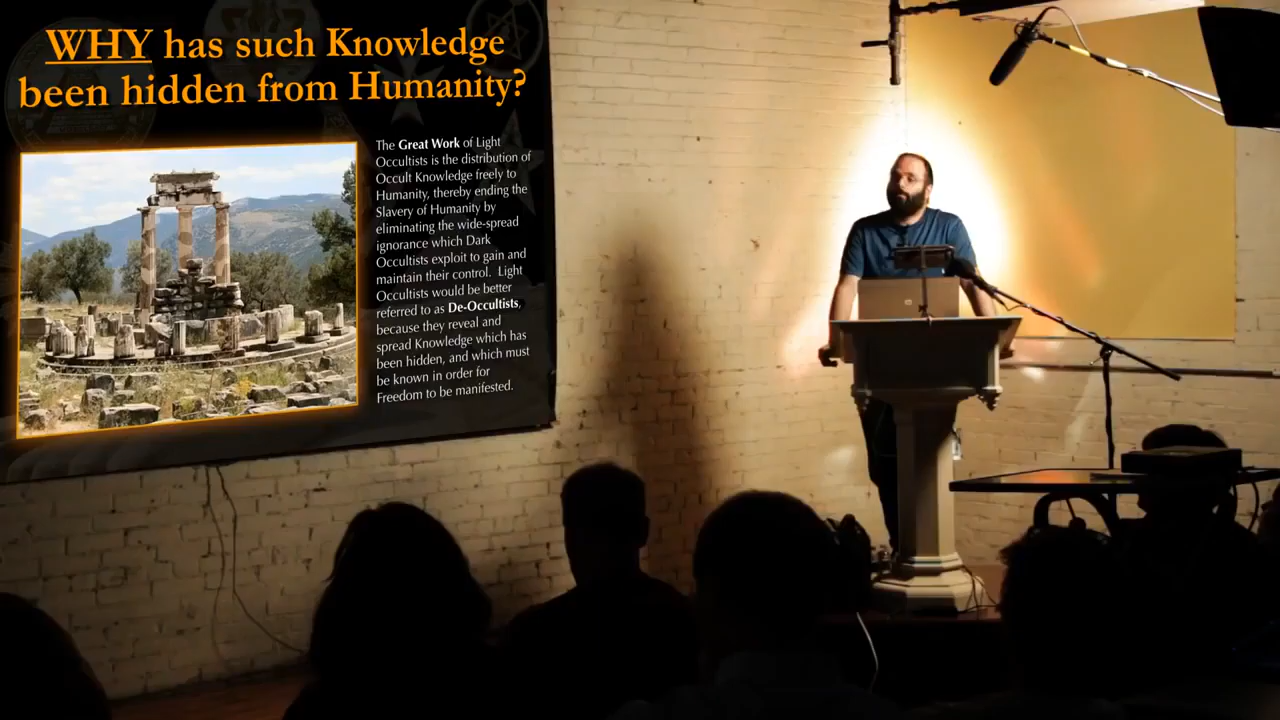 WHY has such Knowledge
been hidden from Humanity?
The Great Work of Light
Occultists is the distribution of
Occult Knowledge freely to
Humanity, thereby ending the
Slavery of Humanity by
eliminating the wide-spread
ignorance which Dark
Occultists exploit to gain and
maintain their control.  Light
Occultists would be better
referred to as De-Occultists,
because they reveal and
spread Knowledge which has
been hidden, and which must
be known in order for
Freedom to be manifested.